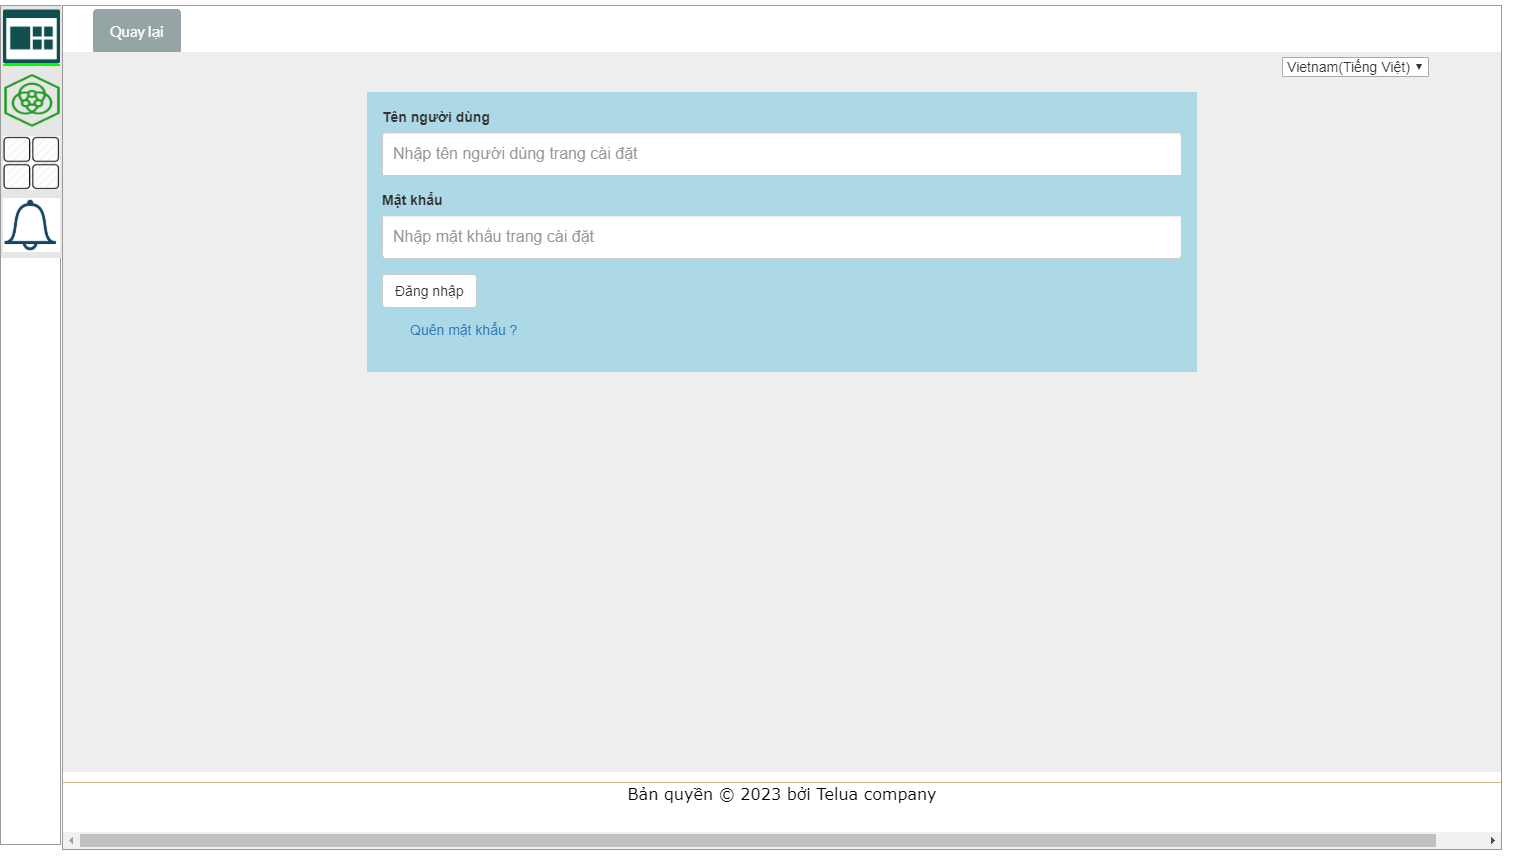 Quay lại
Vietnam(Tiếng Việt)
Tên người dùng
Nhập tên người dùng trang cài đặt
Mật khẩu
Nhập mật khẩu trang cài đặt
Đăng nhập
Quên mật khẩu ?
Bản quyền © 2023 bởi Telua company